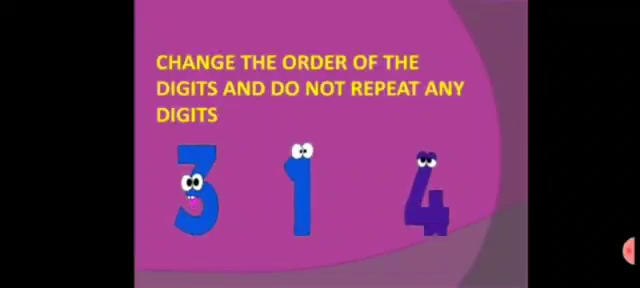 CHANGE THE ORDER OF THE
DIGITS AND DO NOT REPEAT ANY
DIGITS
3 1 4